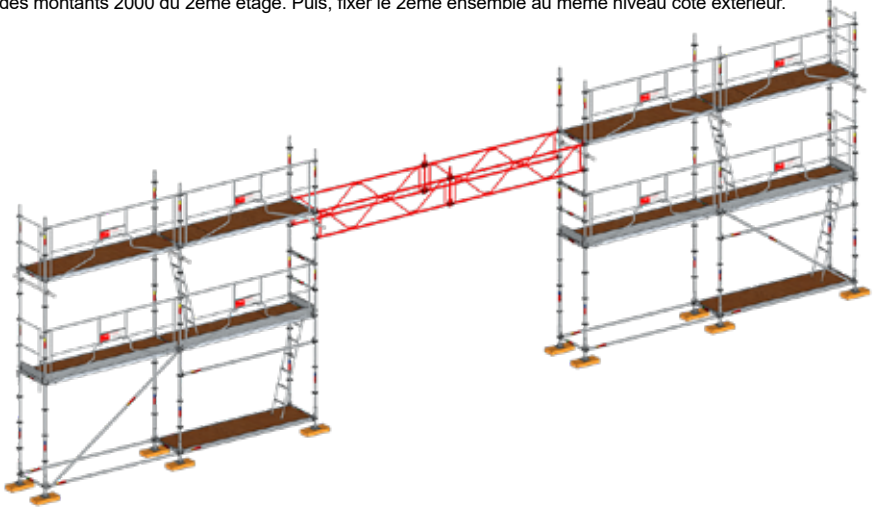 des montants 2000 du 2ème étage. Puis, fixer le 2ème ensemble au même niveau côté extérieur.